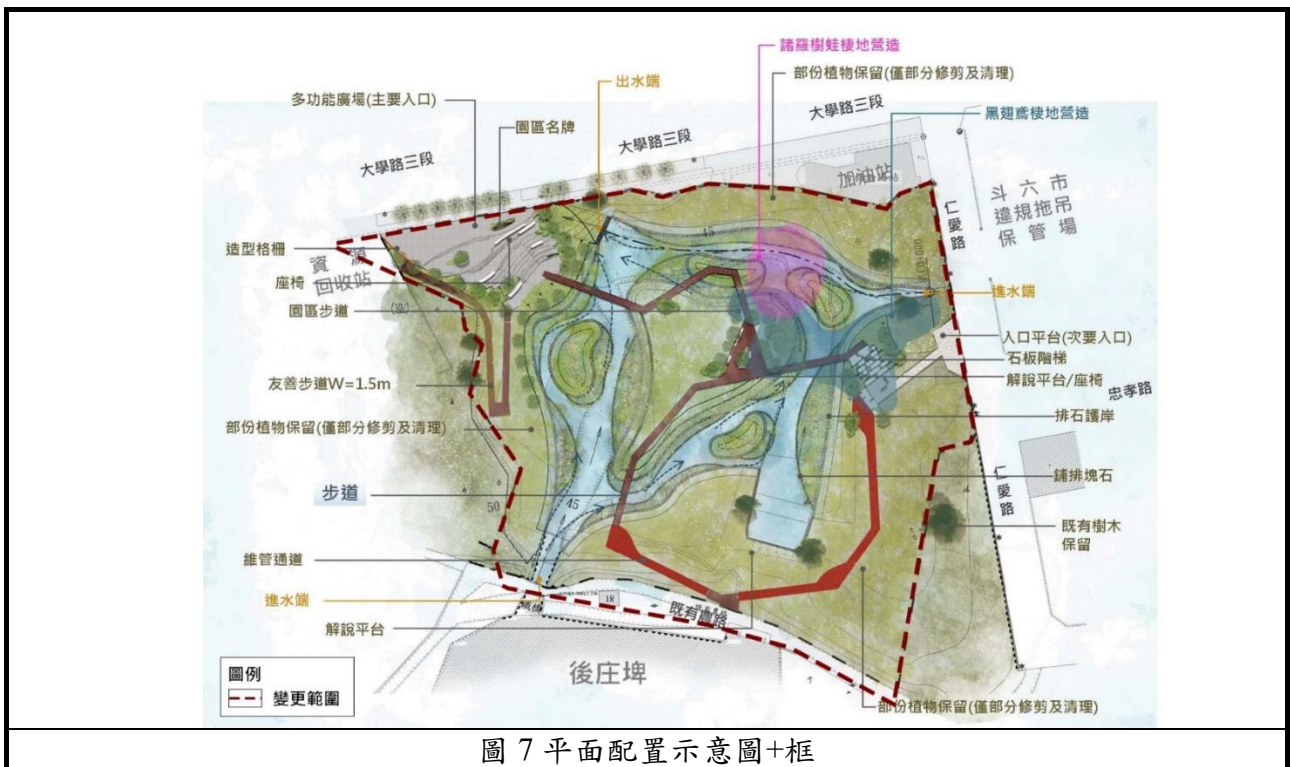 諸羅樹蛙棲地營造
部份植物保留(僅部分修剪及清理)
出水端
多功能廣場(主要入口)
大學路三段
黑翅鳶棲地營造
園區名牌
大學路三段
大學路三段
加油站
仁愛路
斗六市
違規拖吊
保管場
造型格柵
資源
回收站
座椅
園區步道
45
進水端
入口平台(次要入口)
石板階梯
解說平台/座椅
忠孝路
友善步道W=1.5m
排石護岸
部份植物保留(僅部分修剪及清理)
鋪排塊石
仁愛路
步道
50
45
既有樹木
保留
維管通道
進水端
1R
既有農路
解說平台
後庄埤
圖例
變更範圍
部份植物保留(僅部分修剪及清理)
圖 7 平面配置示意圖+框